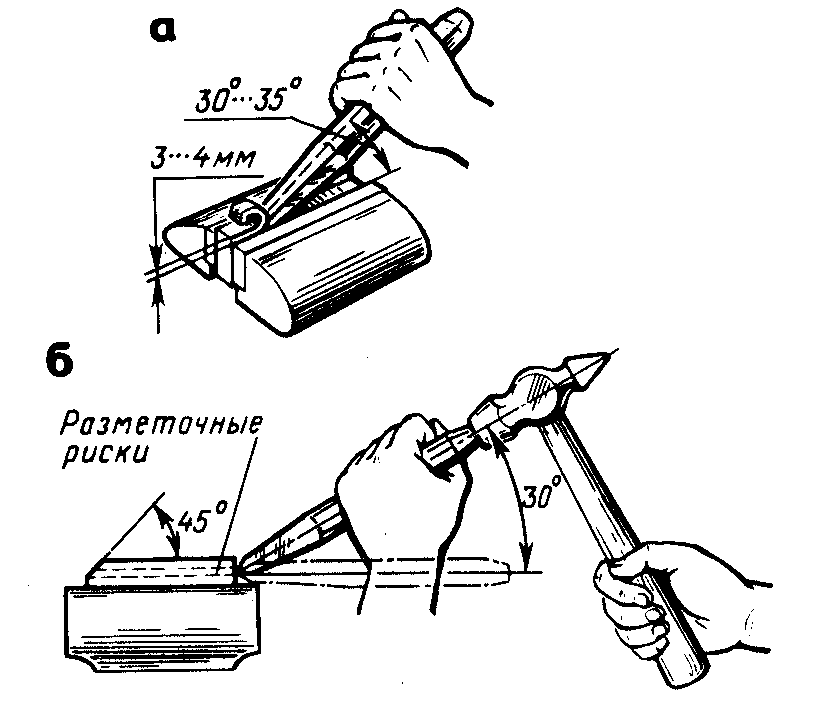 а
30°...35°
3...4мм
б
Разметочные
риски
45°
30°